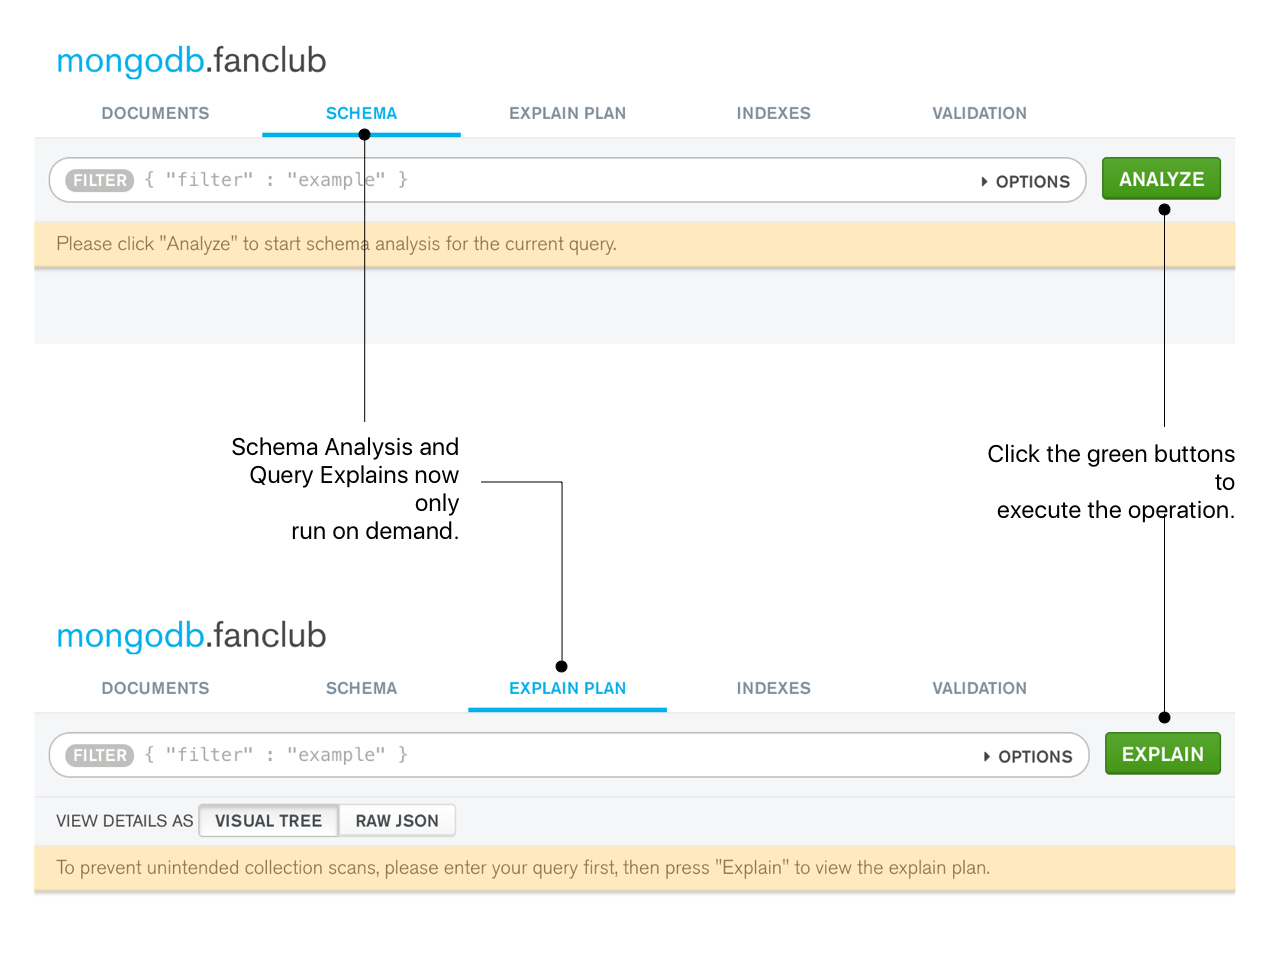 mongodb.fanclub
DOCUMENTS SCHEMA EXPLAIN PLAN INDEXES VALIDATION
FILTER { "filter" : "example" } OPTIONS ANALYZE
Please click "Analyze" to start schema analysis for the current query.
Schema Analysis and
Query Explains now
only
run on demand.
Click the green buttons
to
execute the operation.
mongodb.fanclub
DOCUMENTS SCHEMA EXPLAIN PLAN INDEXES VALIDATION
FILTER { "filter" : "example" } OPTIONS EXPLAIN
VIEW DETAILS AS VISUAL TREE RAW JSON
To prevent unintended collection scans, please enter your query first, then press "Explain" to view the explain plan.